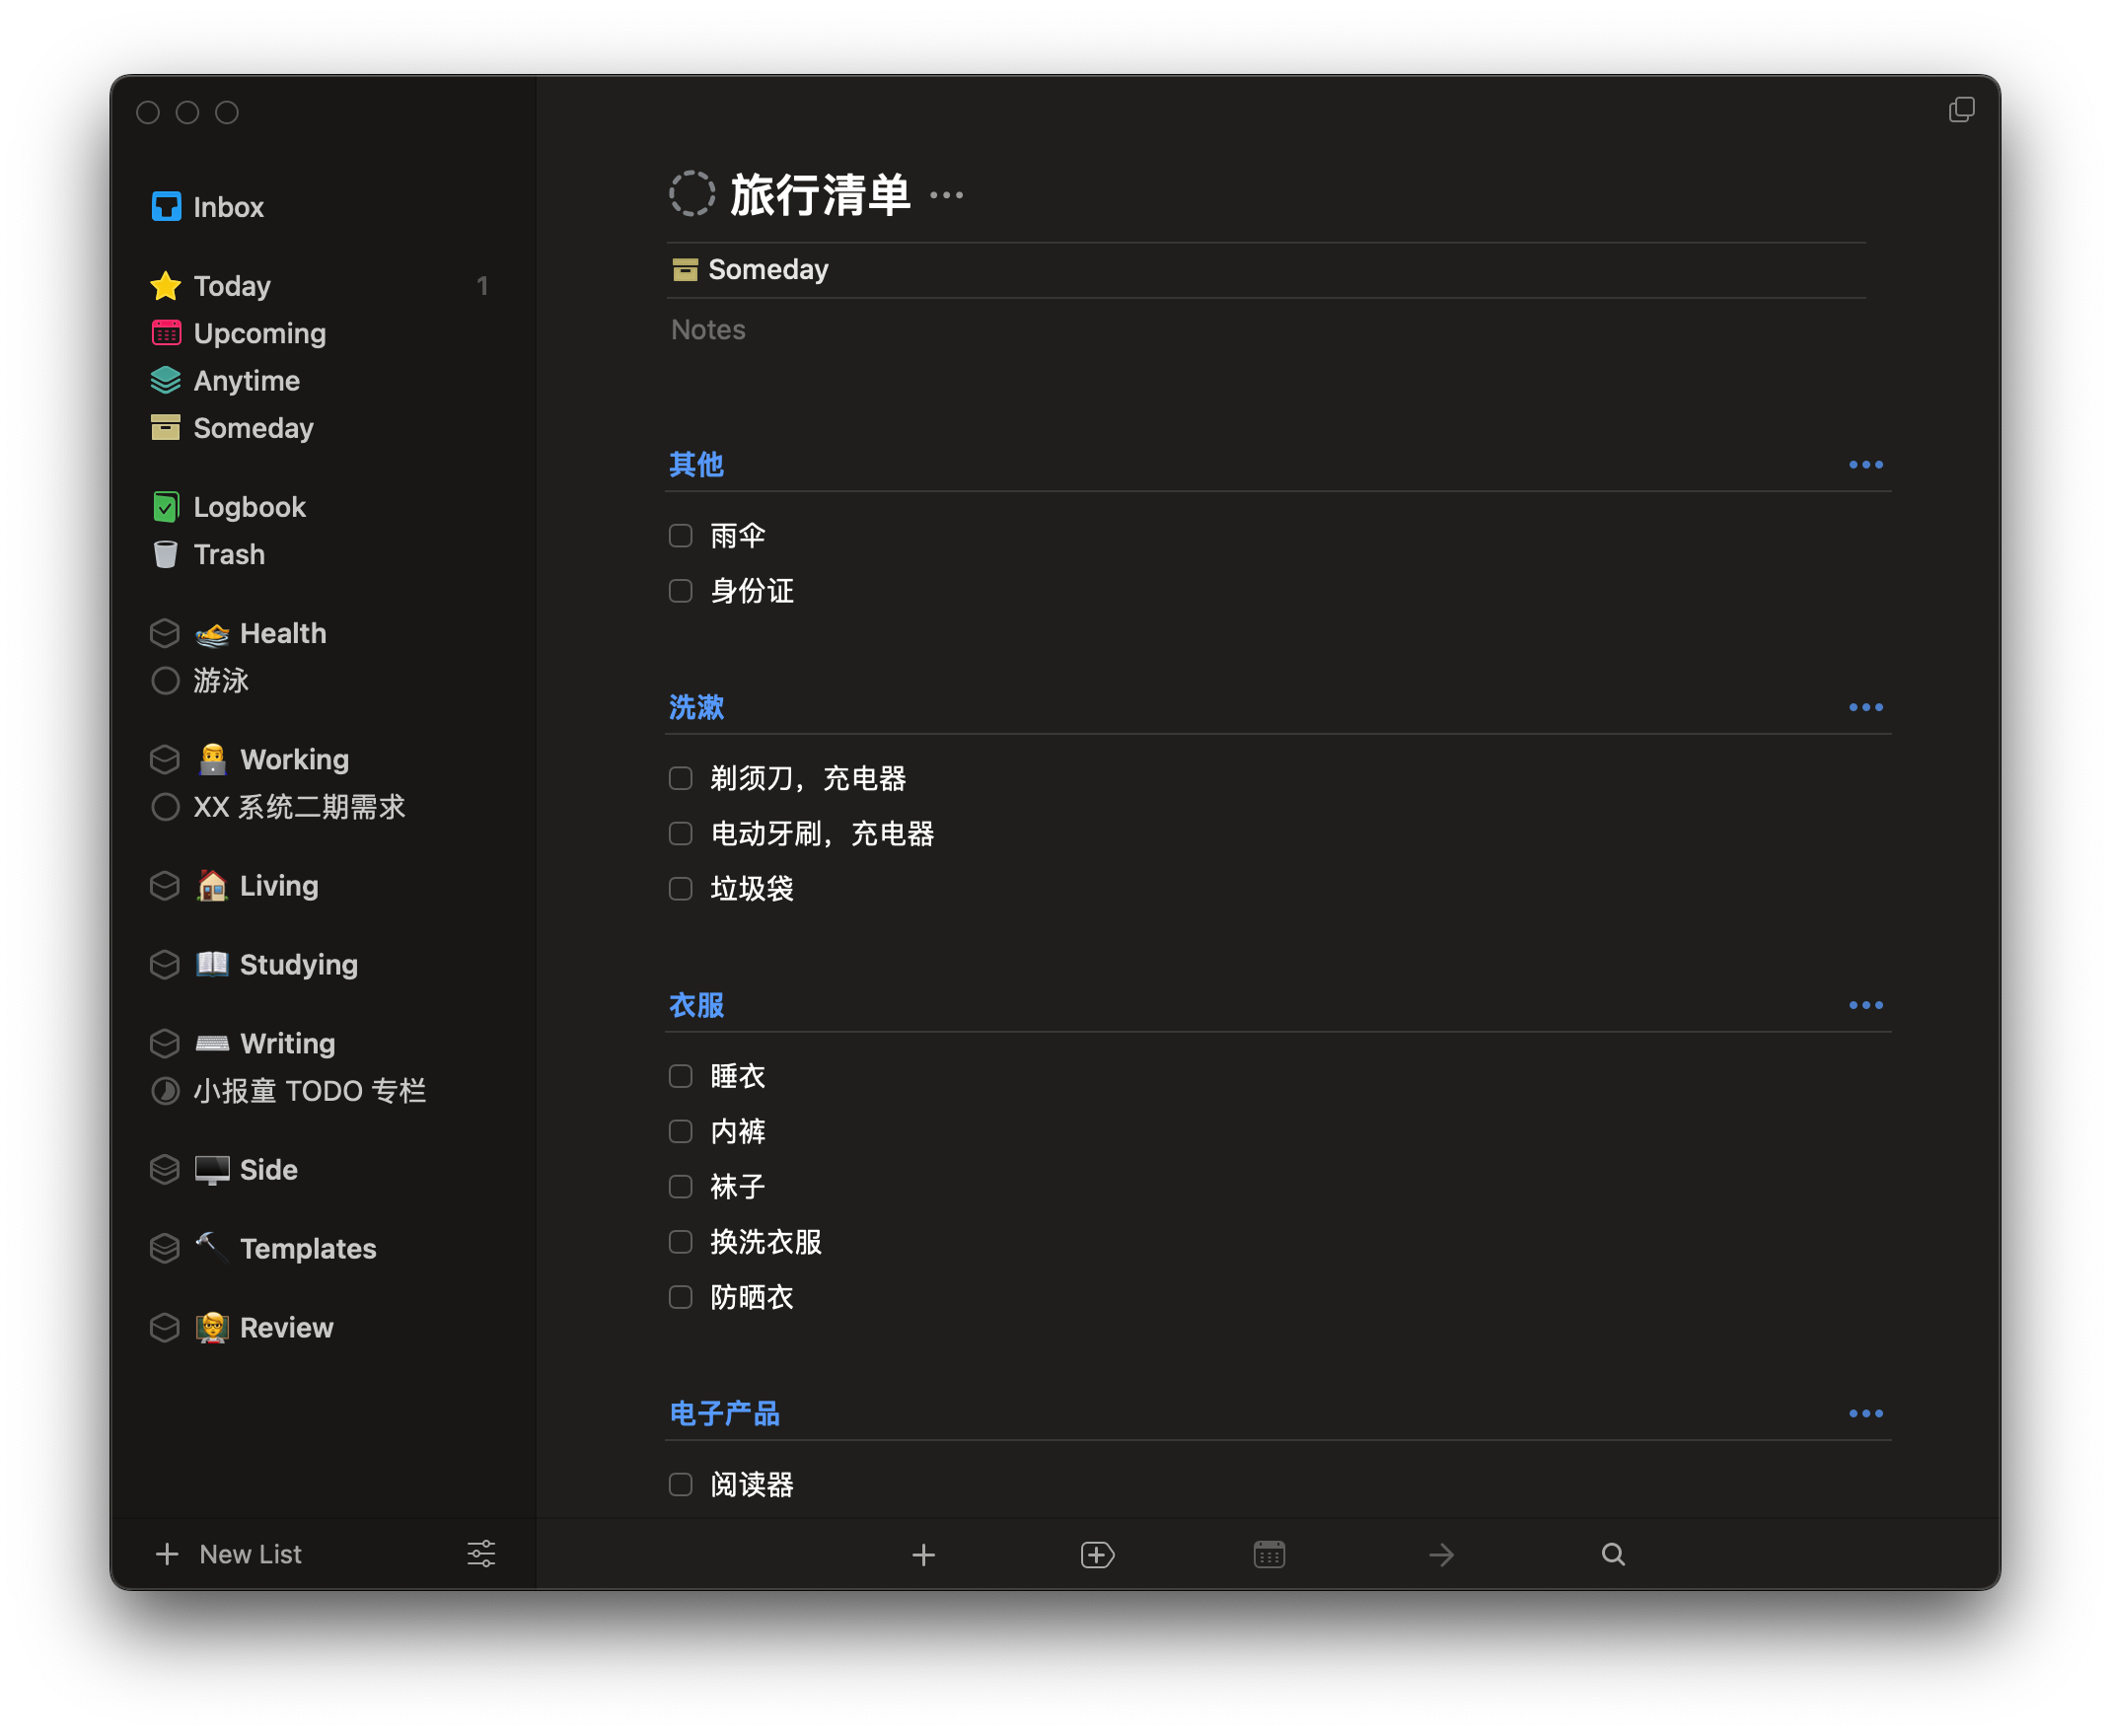 Inbox
Today 1
Upcoming
Anytime
Someday
Logbook
Trash
Health
游泳
Working
XX 系统二期需求
Living
Studying
Writing
小报童 TODO 专栏
Side
Templates
Review
New List
旅行清单
Someday
Notes
其他
雨伞
身份证
洗漱
剃须刀，充电器
电动牙刷，充电器
垃圾袋
衣服
睡衣
内裤
袜子
换洗衣服
防晒衣
电子产品
阅读器